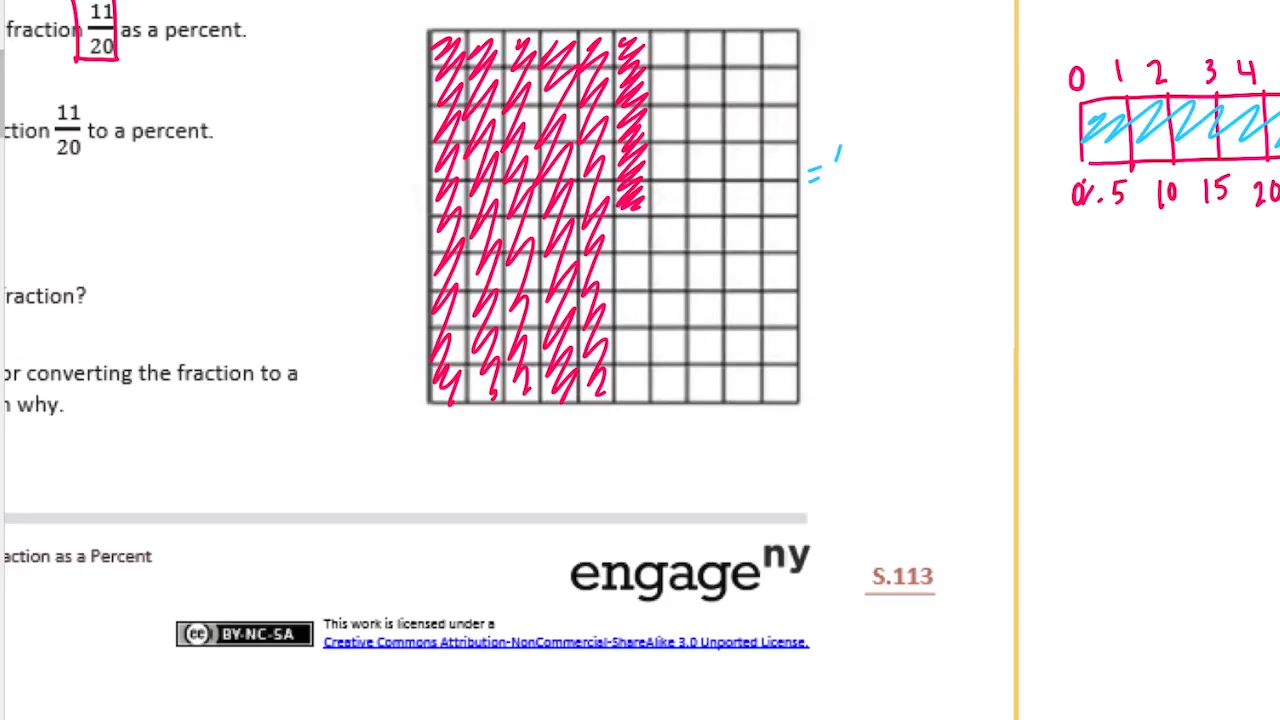 fraction 11/20 as a percent.
ction 11/20 to a percent.
raction?
or converting the fraction to a
n why.
=
0 1 2 3 4
0 5 10 15 20
action as a Percent
engage ny
S.113
cc BY-NC-SA
This work is licensed under a
Creative Commons Attribution-NonCommercial-ShareAlike 3.0 Unported License.